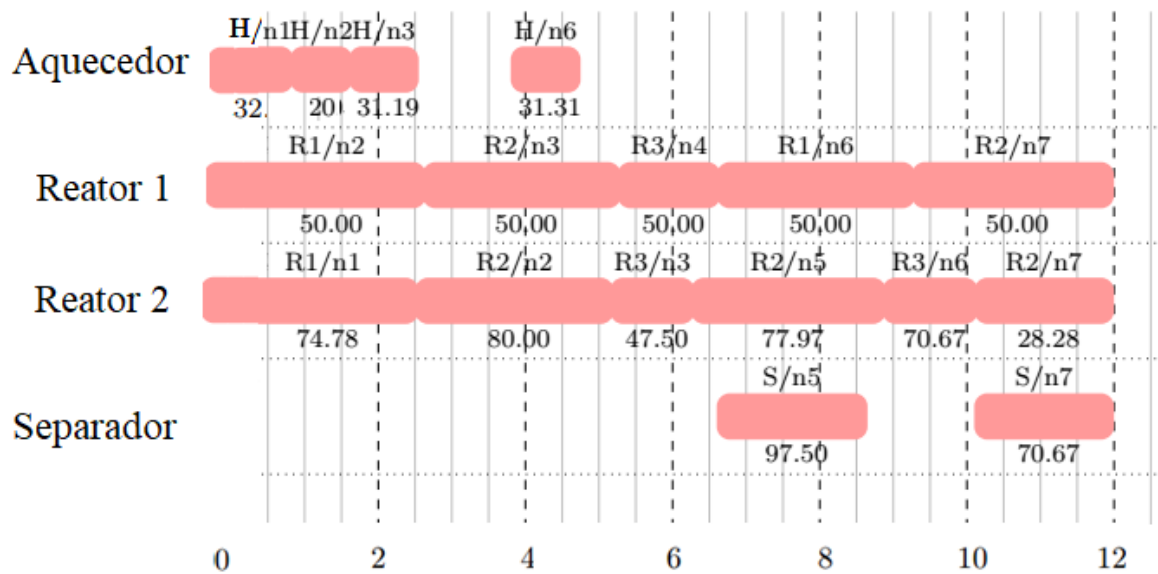 H/n1 H/n2 H/n3 H/n6
Aquecedor
32. 20 31.19 31.31
R1/n2 R2/n3 R3/n4 R1/n6 R2/n7
Reator 1
50.00 50.00 50.00 50.00 50.00
R1/n1 R2/n2 R3/n3 R2/n5 R3/n6 R2/n7
Reator 2
74.78 80.00 47.50 77.97 70.67 28.28
S/n5 S/n7
Separador
97.50 70.67
0 2 4 6 8 10 12